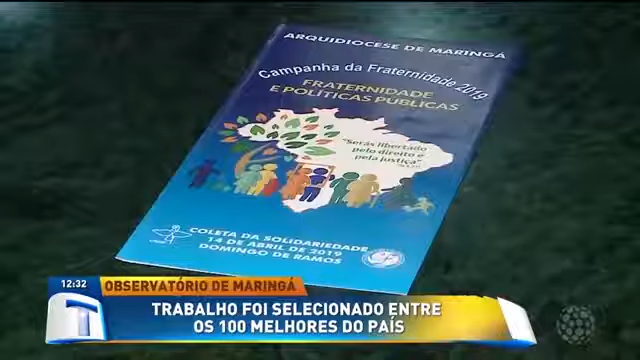 ARQUIDIOCESE DE MARINGÁ
Campanha da Fraternidade 2019
FRATERNIDADE
E POLÍTICAS PÚBLICAS
"Serás libertado
pelo direito e
pela justiça"
COLETA DA SOLIDARIEDADE
14 DE ABRIL DE 2019
DOMINGO DE RAMOS
12:32
OBSERVATÓRIO DE MARINGÁ
T
TRABALHO FOI SELECIONADO ENTRE
OS 100 MELHORES DO PAÍS